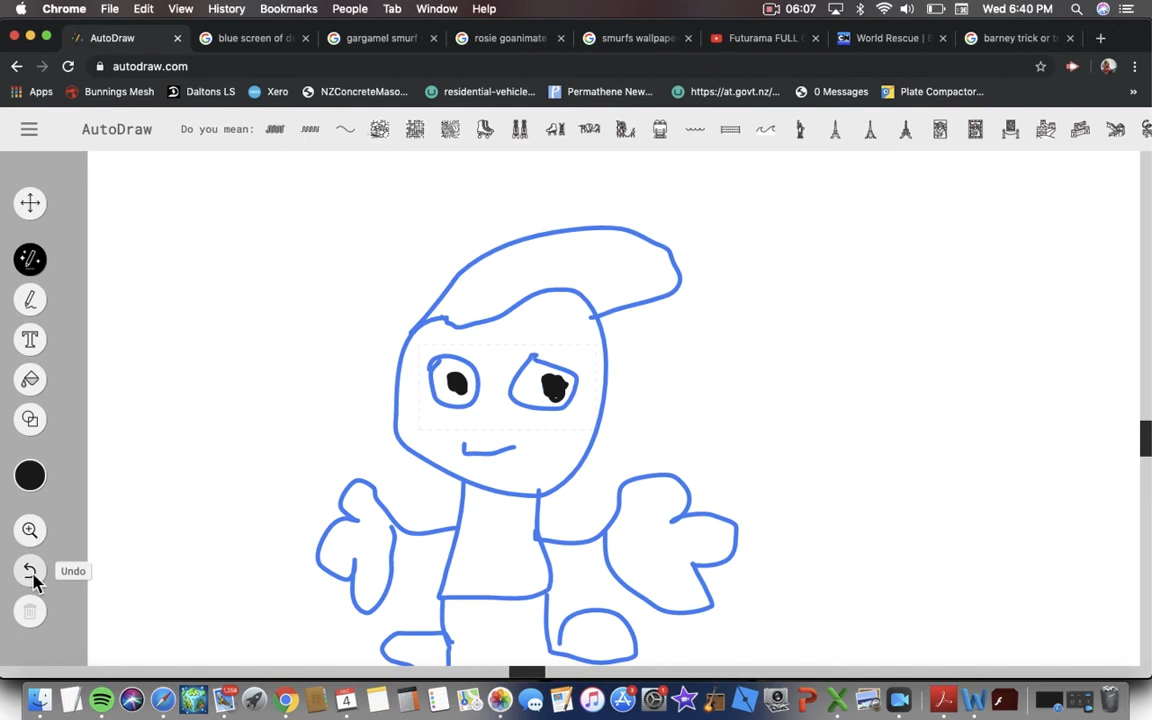 Chrome File Edit View History Bookmarks People Tab Window Help 06:07 Wed 6:40 PM
AutoDraw blue screen of de gargamel smurf rosie goanimate smurfs wallpape Futurama FULL World Rescue | B barney trick or t
autodraw.com
Apps Bunnings Mesh Daltons LS Xero NZConcreteMaso... residential-vehicle... Permathene New... https://at.govt.nz/... 0 Messages Plate Compactor... »
AutoDraw Do you mean:
T
Undo